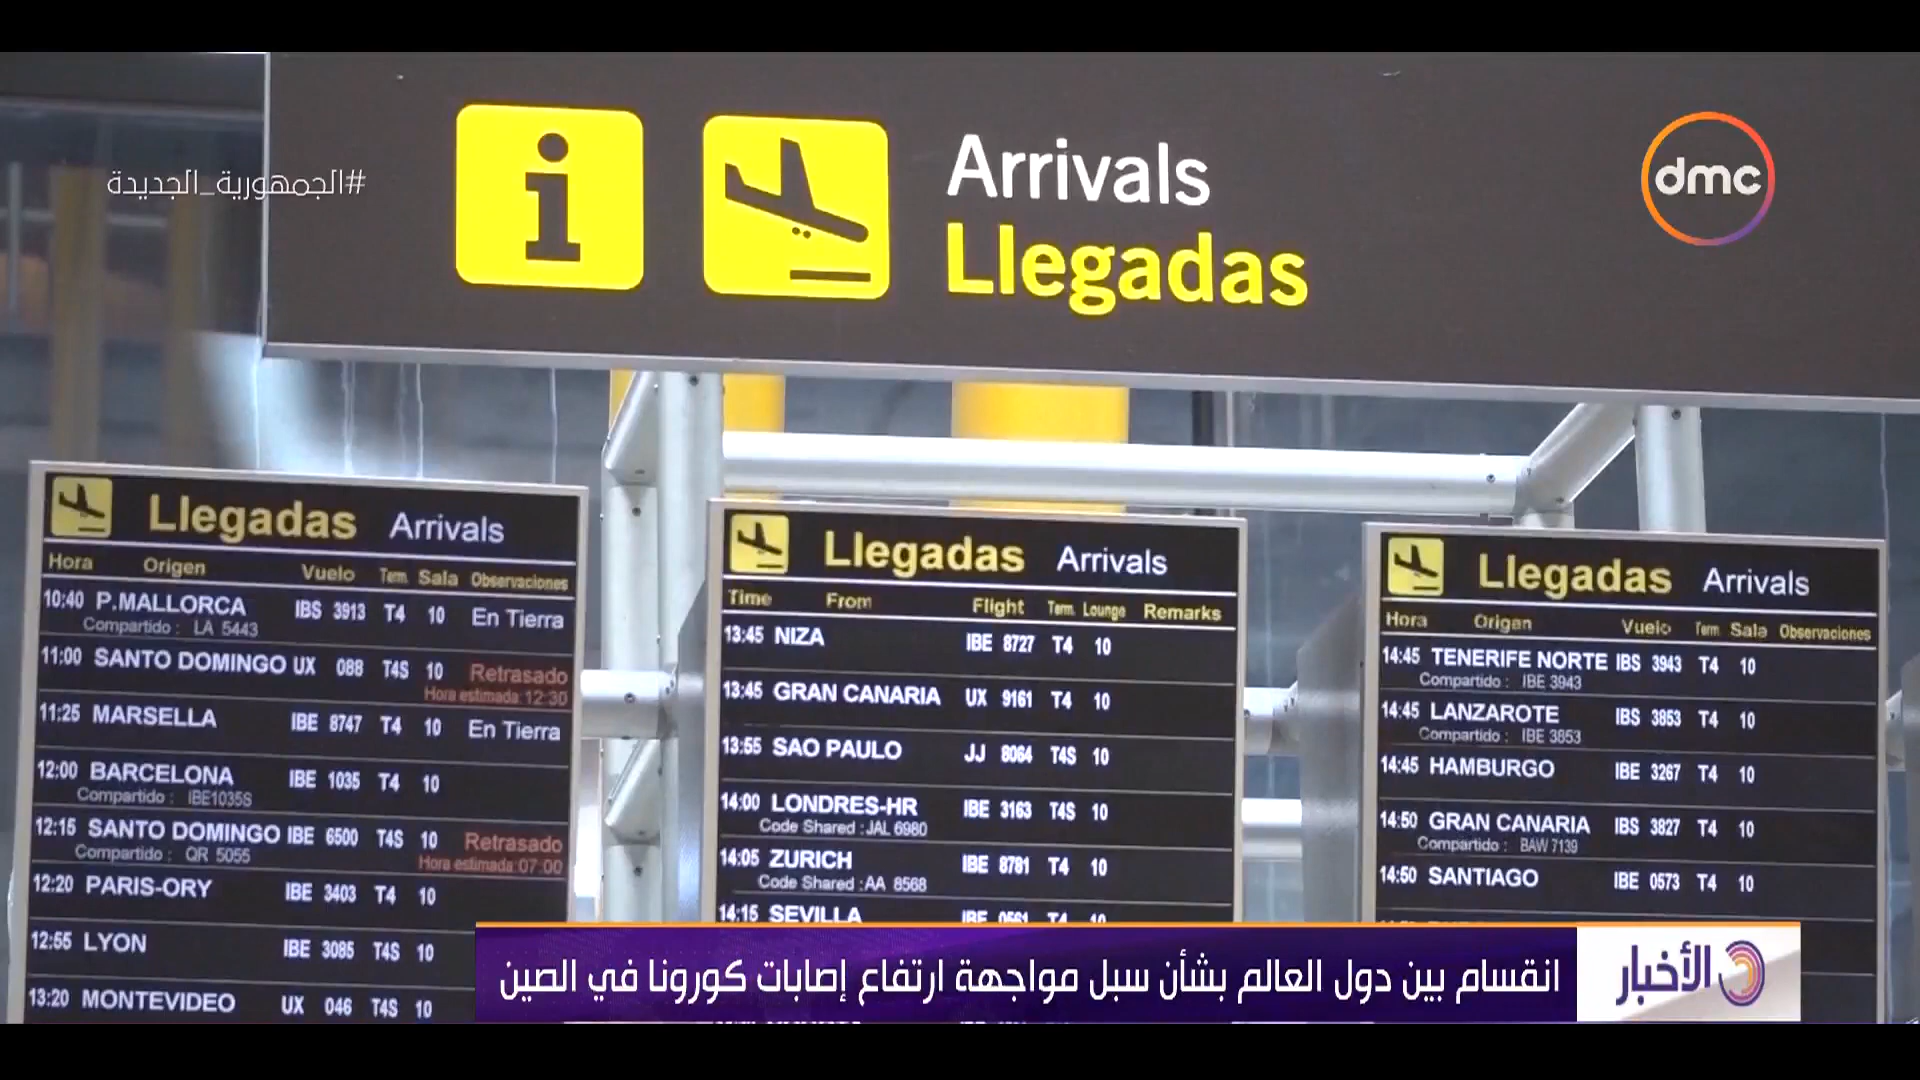 #الجمهورية_الجديدة
dmc
i
Arrivals
Llegadas
Llegadas Arrivals
Hora Origen Vuelo Term. Sala Observaciones
10:40 P.MALLORCA IBS 3913 T4 10 En Tierra
Compartido : LA 5443
11:00 SANTO DOMINGO UX 088 T4S 10 Retrasado
Hora estimada:12:30
11:25 MARSELLA IBE 8747 T4 10 En Tierra
12:00 BARCELONA IBE 1035 T4 10
Compartido : IBE1035S
12:15 SANTO DOMINGO IBE 6500 T4S 10 Retrasado
Compartido : QR 5055 Hora estimada:07:00
12:20 PARIS-ORY IBE 3403 T4 10
12:55 LYON IBE 3085 T4S 10
13:20 MONTEVIDEO UX 046 T4S 10
Llegadas Arrivals
Time From Flight Term. Lounge Remarks
13:45 NIZA IBE 8727 T4 10
13:45 GRAN CANARIA UX 9161 T4 10
13:55 SAO PAULO JJ 8064 T4S 10
14:00 LONDRES-HR IBE 3163 T4S 10
Code Shared :JAL 6980
14:05 ZURICH IBE 8781 T4 10
Code Shared :AA 8568
14:15 SEVILLA IBE 0561 T4 10
Llegadas Arrivals
Hora Origen Vuelo Term Sala Observaciones
14:45 TENERIFE NORTE IBS 3943 T4 10
Compartido : IBE 3943
14:45 LANZAROTE IBS 3853 T4 10
Compartido : IBE 3853
14:45 HAMBURGO IBE 3267 T4 10
14:50 GRAN CANARIA IBS 3827 T4 10
Compartido : BAW 7139
14:50 SANTIAGO IBE 0573 T4 10
الأخبار
انقسام بين دول العالم بشأن سبل مواجهة ارتفاع إصابات كورونا في الصين